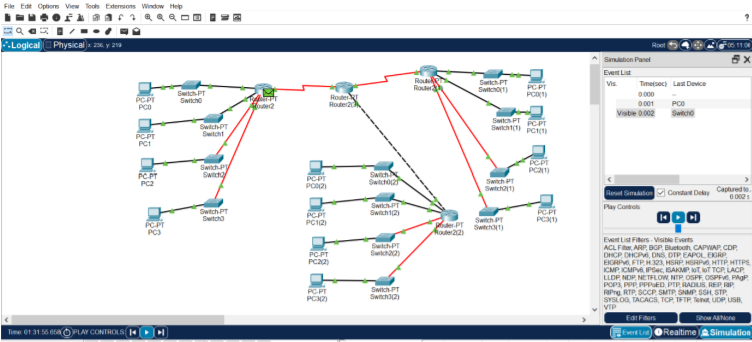 File Edit Options View Tools Extensions Window Help
Logical Physical x: 236, y: 219 Root 05:11:00
PC-PT
PC0
Switch-PT
Switch0
Router2
Router-PT
Switch-PT
Switch0(1)
PC-PT
PC0(1)
PC-PT
PC1
Switch-PT
Switch1
Switch-PT
Switch1(1)
PC-PT
PC1(1)
PC-PT
PC2
Switch-PT
Switch2
PC-PT
PC0(2)
Switch-PT
Switch0(2)
Switch-PT
Switch2(1)
PC-PT
PC2(1)
PC-PT
PC3
Switch-PT
Switch3
PC-PT
PC1(2)
Switch-PT
Switch1(2)
Router-PT
Router2(2)
Switch-PT
Switch3(1)
PC-PT
PC3(1)
PC-PT
PC2(2)
Switch-PT
Switch2(2)
PC-PT
PC3(2)
Switch-PT
Switch3(2)
Simulation Panel
Event List
Vis. Time(sec) Last Device
0.000 --
0.001 PC0
Visible 0.002 Switch0
Reset Simulation Constant Delay Captured to..
0.002 s
Play Controls
Event List Filters - Visible Events
ACL Filter, ARP, BGP, Bluetooth, CAPWAP, CDP,
DHCP, DHCPv6, DNS, DTP, EAPOL, EIGRP,
EIGRPv6, FTP, H.323, HSRP, HSRPv6, HTTP, HTTPS,
ICMP, ICMPv6, IPSec, ISAKMP, IoT, IoT TCP, LACP,
LLDP, NDP, NETFLOW, NTP, OSPF, OSPFv6, PAgP,
POP3, PPP, PPPoED, PTP, RADIUS, REP, RIP,
RIPng, RTP, SCCP, SMTP, SNMP, SSH, STP,
SYSLOG, TACACS, TCP, TFTP, Telnet, UDP, USB,
VTP
Edit Filters Show All/None
Time: 01:31:55.658 PLAY CONTROLS: Event List Realtime Simulation